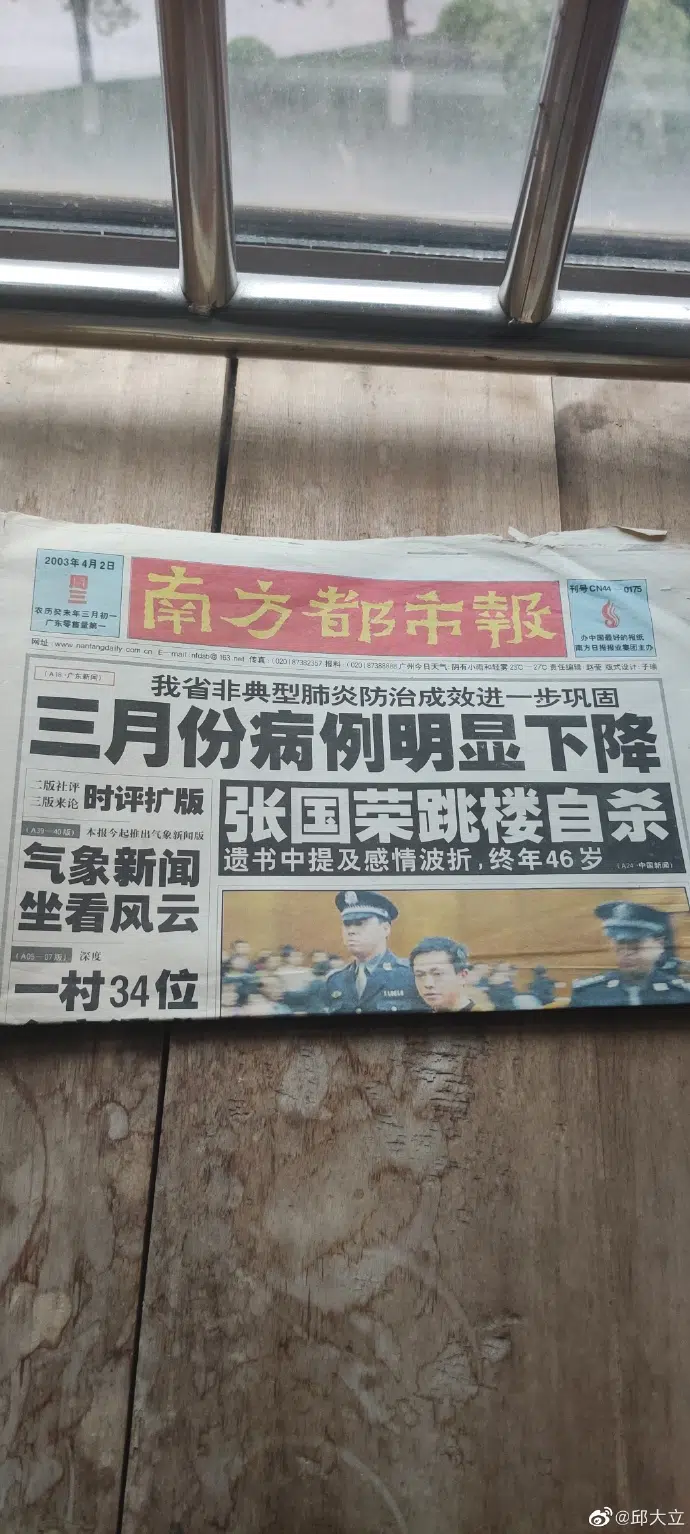 2003年4月2日
农历癸未年三月初一
广东零售量第一
南方都市報
刊号CN44-0175
办中国最好的报纸
南方日报报业集团主办
网址:www.nanfangdaily.com.cn E-mail:nfdsb@163.net 传真:(020)87382357 报料:(020)87388888 广州今日天气:阴有小雨和轻雾 23℃—27℃ 责任编辑 版式设计
(A18·广东新闻)
我省非典型肺炎防治成效进一步巩固
三月份病例明显下降
二版社评
三版来论
时评扩版
(A39-40版) 本报今起推出气象新闻版
气象新闻
坐看风云
(A05-07版) 深度
一村34位
张国荣跳楼自杀
遗书中提及感情波折,终年46岁 (A24·中国新闻)
@邱大立